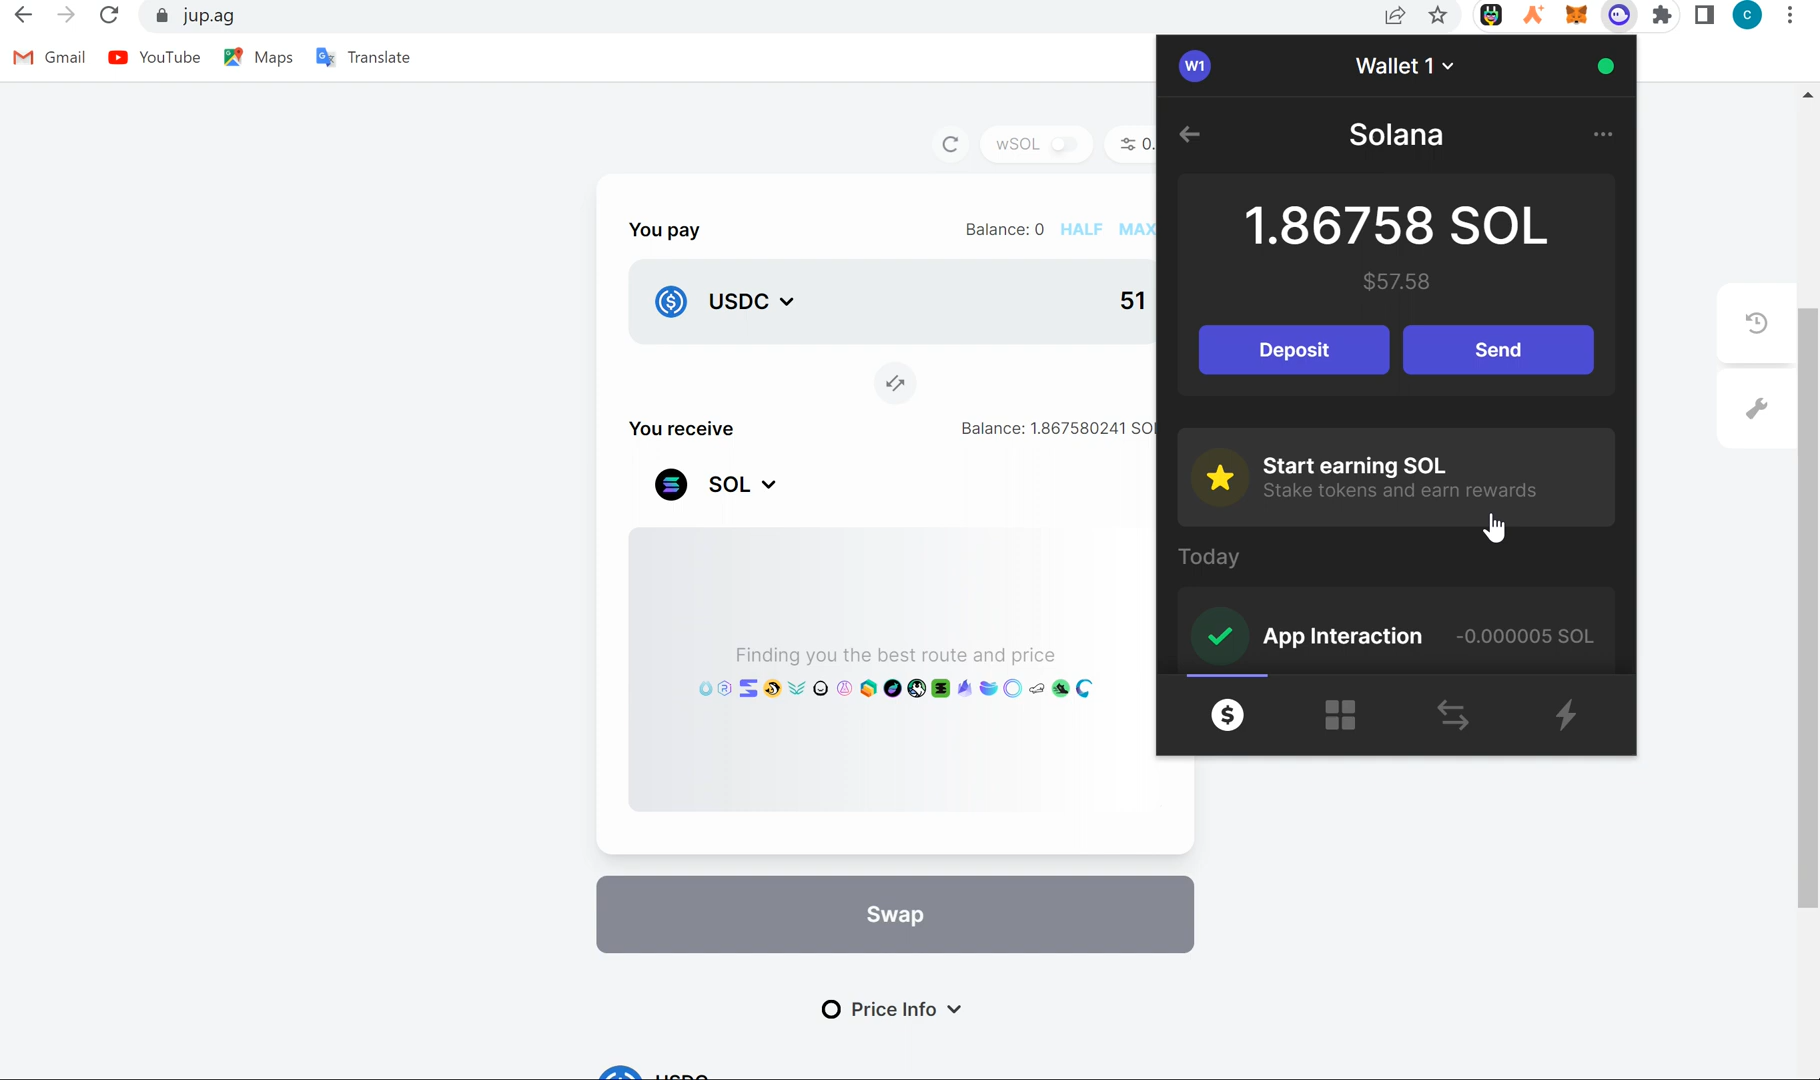 jup.ag
Gmail
YouTube
Maps
Translate
C
W1
Wallet 1
Solana
wSOL
0.
1.86758 SOL
$57.58
Deposit
Send
You pay
Balance: 0 HALF MAX
USDC
51
You receive
Balance: 1.867580241 SOL
SOL
Start earning SOL
Stake tokens and earn rewards
Today
App Interaction
-0.000005 SOL
Finding you the best route and price
Swap
Price Info
USDC